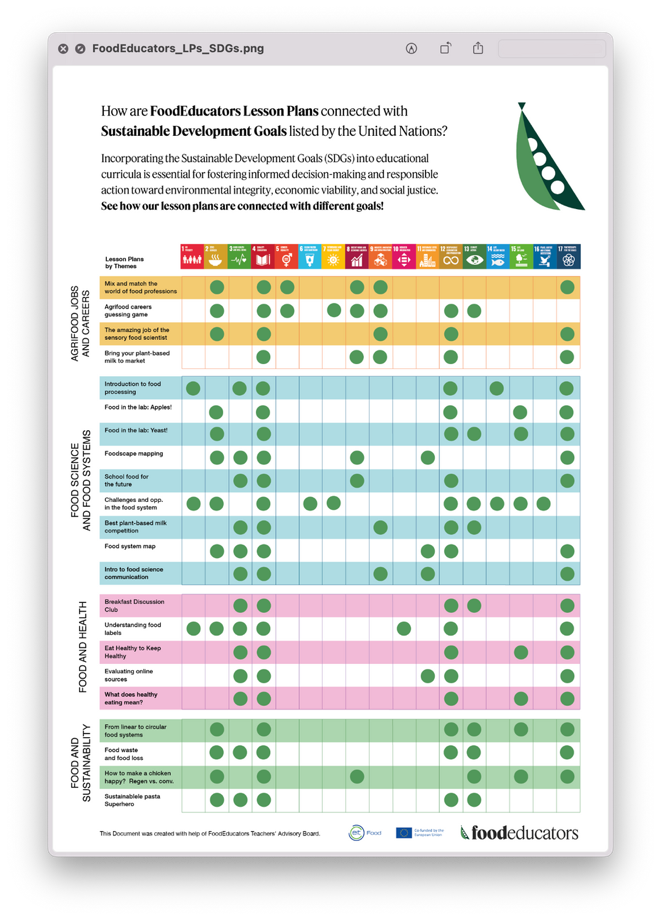 FoodEducators_LPs_SDGs.png
How are FoodEducators Lesson Plans connected with
Sustainable Development Goals listed by the United Nations?
Incorporating the Sustainable Development Goals (SDGs) into educational
curricula is essential for fostering informed decision-making and responsible
action toward environmental integrity, economic viability, and social justice.
See how our lesson plans are connected with different goals!
Lesson Plans
by Themes
1 2 3 4 5 6 7 8 9 10 11 12 13 14 15 16 17
AGRIFOOD JOBS
AND CAREERS
Mix and match the
world of food professions
Agrifood careers
guessing game
The amazing job of the
sensory food scientist
Bring your plant-based
milk to market
FOOD SCIENCE
AND FOOD SYSTEMS
Introduction to food
processing
Food in the lab: Apples!
Food in the lab: Yeast!
Foodscape mapping
School food for
the future
Challenges and opp.
in the food system
Best plant-based milk
competition
Food system map
Intro to food science
communication
FOOD AND HEALTH
Breakfast Discussion
Club
Understanding food
labels
Eat Healthy to Keep
Healthy
Evaluating online
sources
What does healthy
eating mean?
FOOD AND
SUSTAINABILITY
From linear to circular
food systems
Food waste
and food loss
How to make a chicken
happy? Regen vs. conv.
Sustainablele pasta
Superhero
This Document was created with help of FoodEducators Teachers' Advisory Board.
eit Food
Co-funded by the
European Union
foodeducators